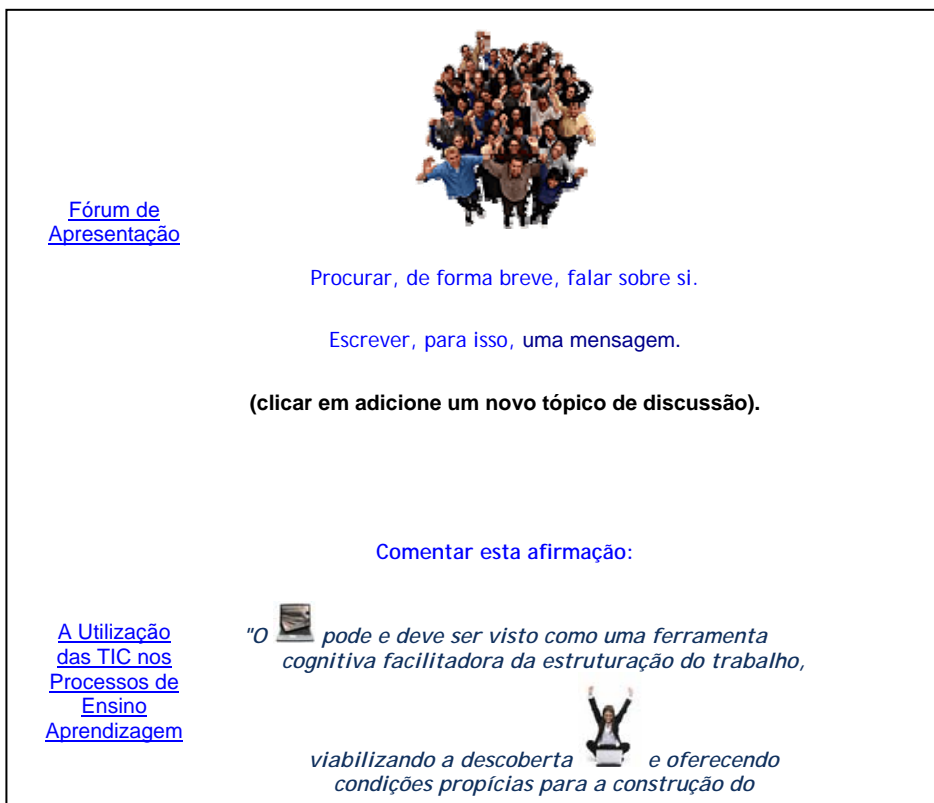 Fórum de
Apresentação
Procurar, de forma breve, falar sobre si.
Escrever, para isso, uma mensagem.
(clicar em adicione um novo tópico de discussão).
Comentar esta afirmação:
A Utilização
das TIC nos
Processos de
Ensino
Aprendizagem
"O pode e deve ser visto como uma ferramenta
cognitiva facilitadora da estruturação do trabalho,
viabilizando a descoberta e oferecendo
condições propícias para a construção do